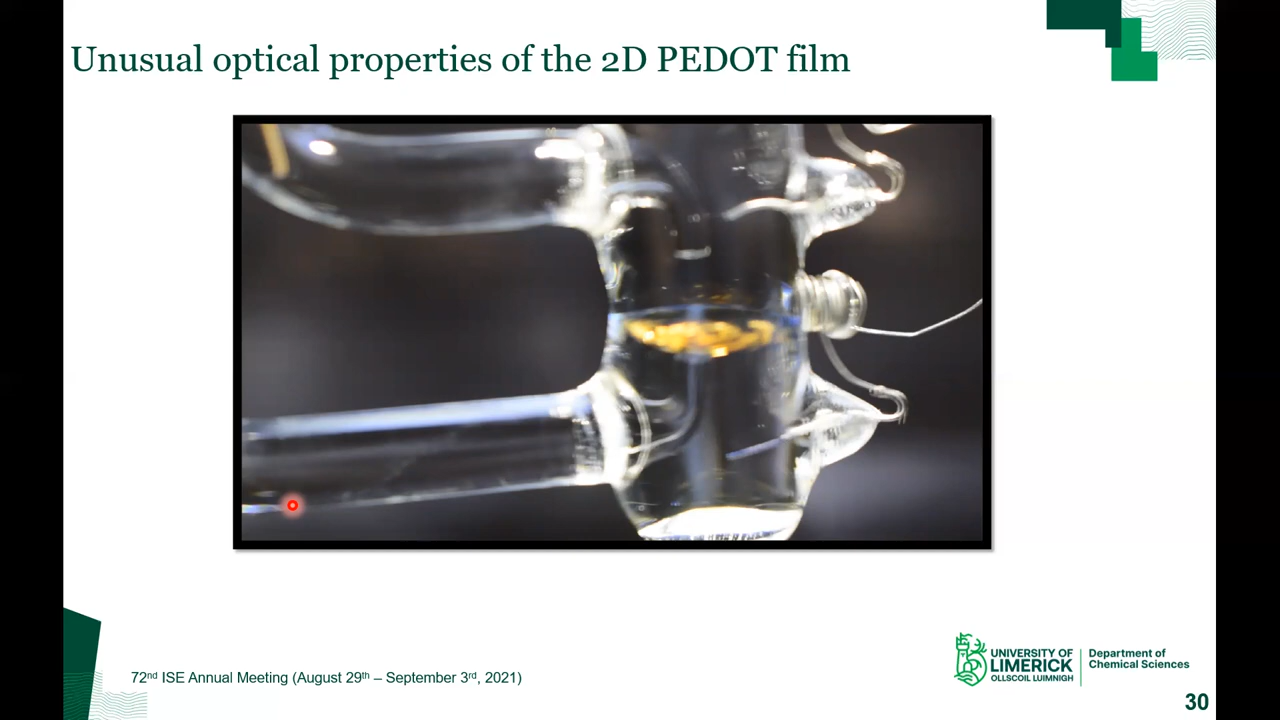 Unusual optical properties of the 2D PEDOT film
72nd ISE Annual Meeting (August 29th – September 3rd, 2021)
UNIVERSITY OF
LIMERICK
OLLSCOIL LUIMNIGH
Department of
Chemical Sciences
30